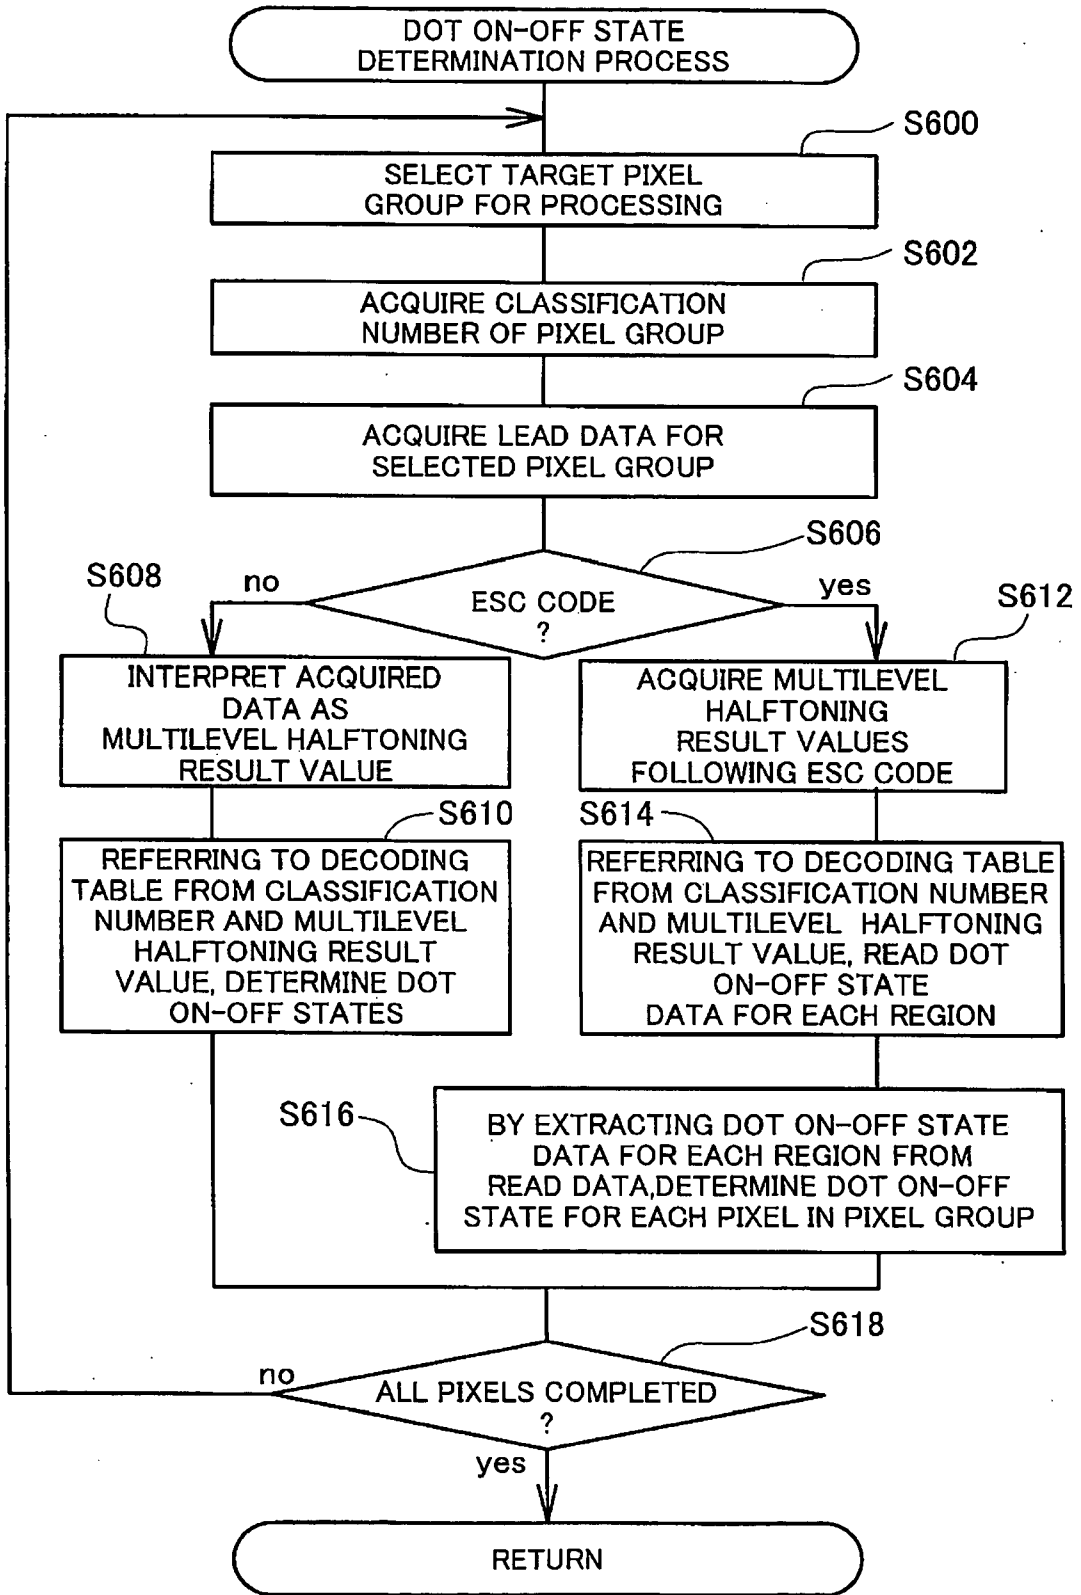 DOT ON-OFF STATE
DETERMINATION PROCESS
S600
SELECT TARGET PIXEL
GROUP FOR PROCESSING
S602
ACQUIRE CLASSIFICATION
NUMBER OF PIXEL GROUP
S604
ACQUIRE LEAD DATA FOR
SELECTED PIXEL GROUP
S606
ESC CODE
?
no
yes
S608
INTERPRET ACQUIRED
DATA AS
MULTILEVEL HALFTONING
RESULT VALUE
S612
ACQUIRE MULTILEVEL
HALFTONING
RESULT VALUES
FOLLOWING ESC CODE
S610
REFERRING TO DECODING
TABLE FROM CLASSIFICATION
NUMBER AND MULTILEVEL
HALFTONING RESULT
VALUE, DETERMINE DOT
ON-OFF STATES
S614
REFERRING TO DECODING TABLE
FROM CLASSIFICATION NUMBER
AND MULTILEVEL HALFTONING
RESULT VALUE, READ DOT
ON-OFF STATE
DATA FOR EACH REGION
S616
BY EXTRACTING DOT ON-OFF STATE
DATA FOR EACH REGION FROM
READ DATA,DETERMINE DOT ON-OFF
STATE FOR EACH PIXEL IN PIXEL GROUP
S618
no
ALL PIXELS COMPLETED
?
yes
RETURN